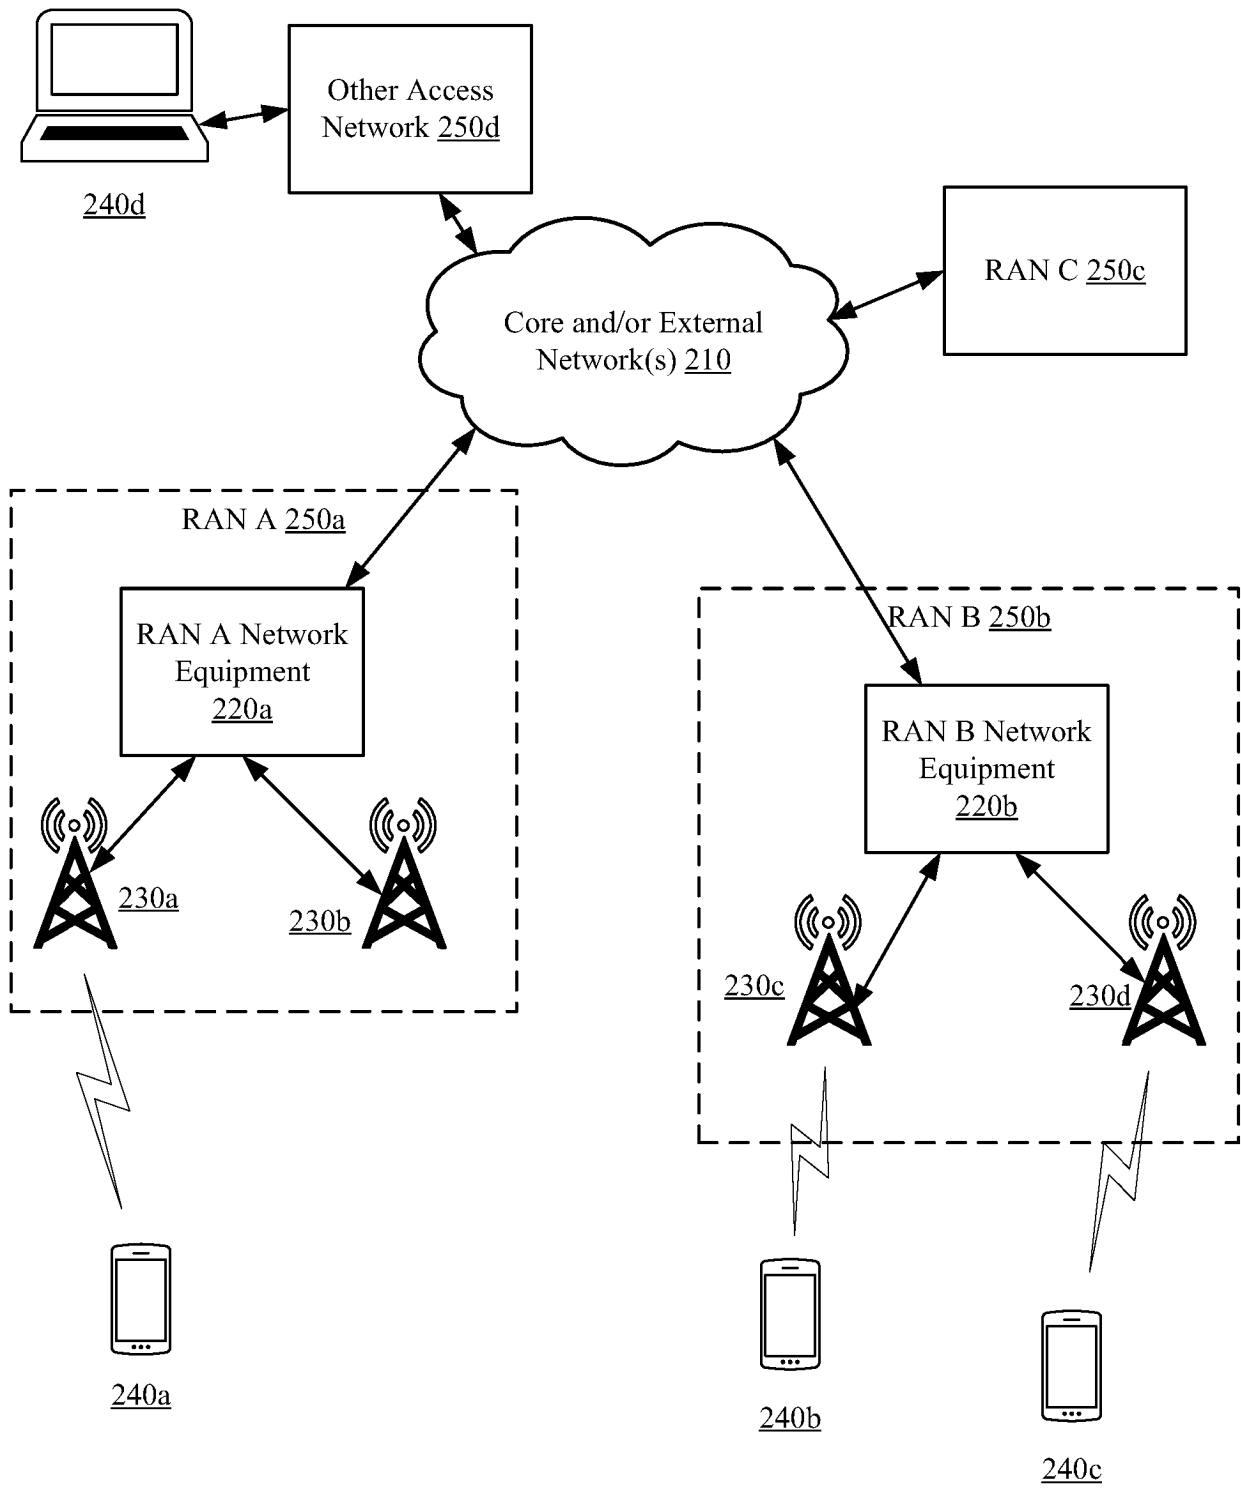 Other Access
Network 250d
240d
RAN C 250c
Core and/or External
Network(s) 210
RAN A 250a
RAN B 250b
RAN A Network
Equipment
220a
RAN B Network
Equipment
220b
230a
230b
230c
230d
240a
240b
240c